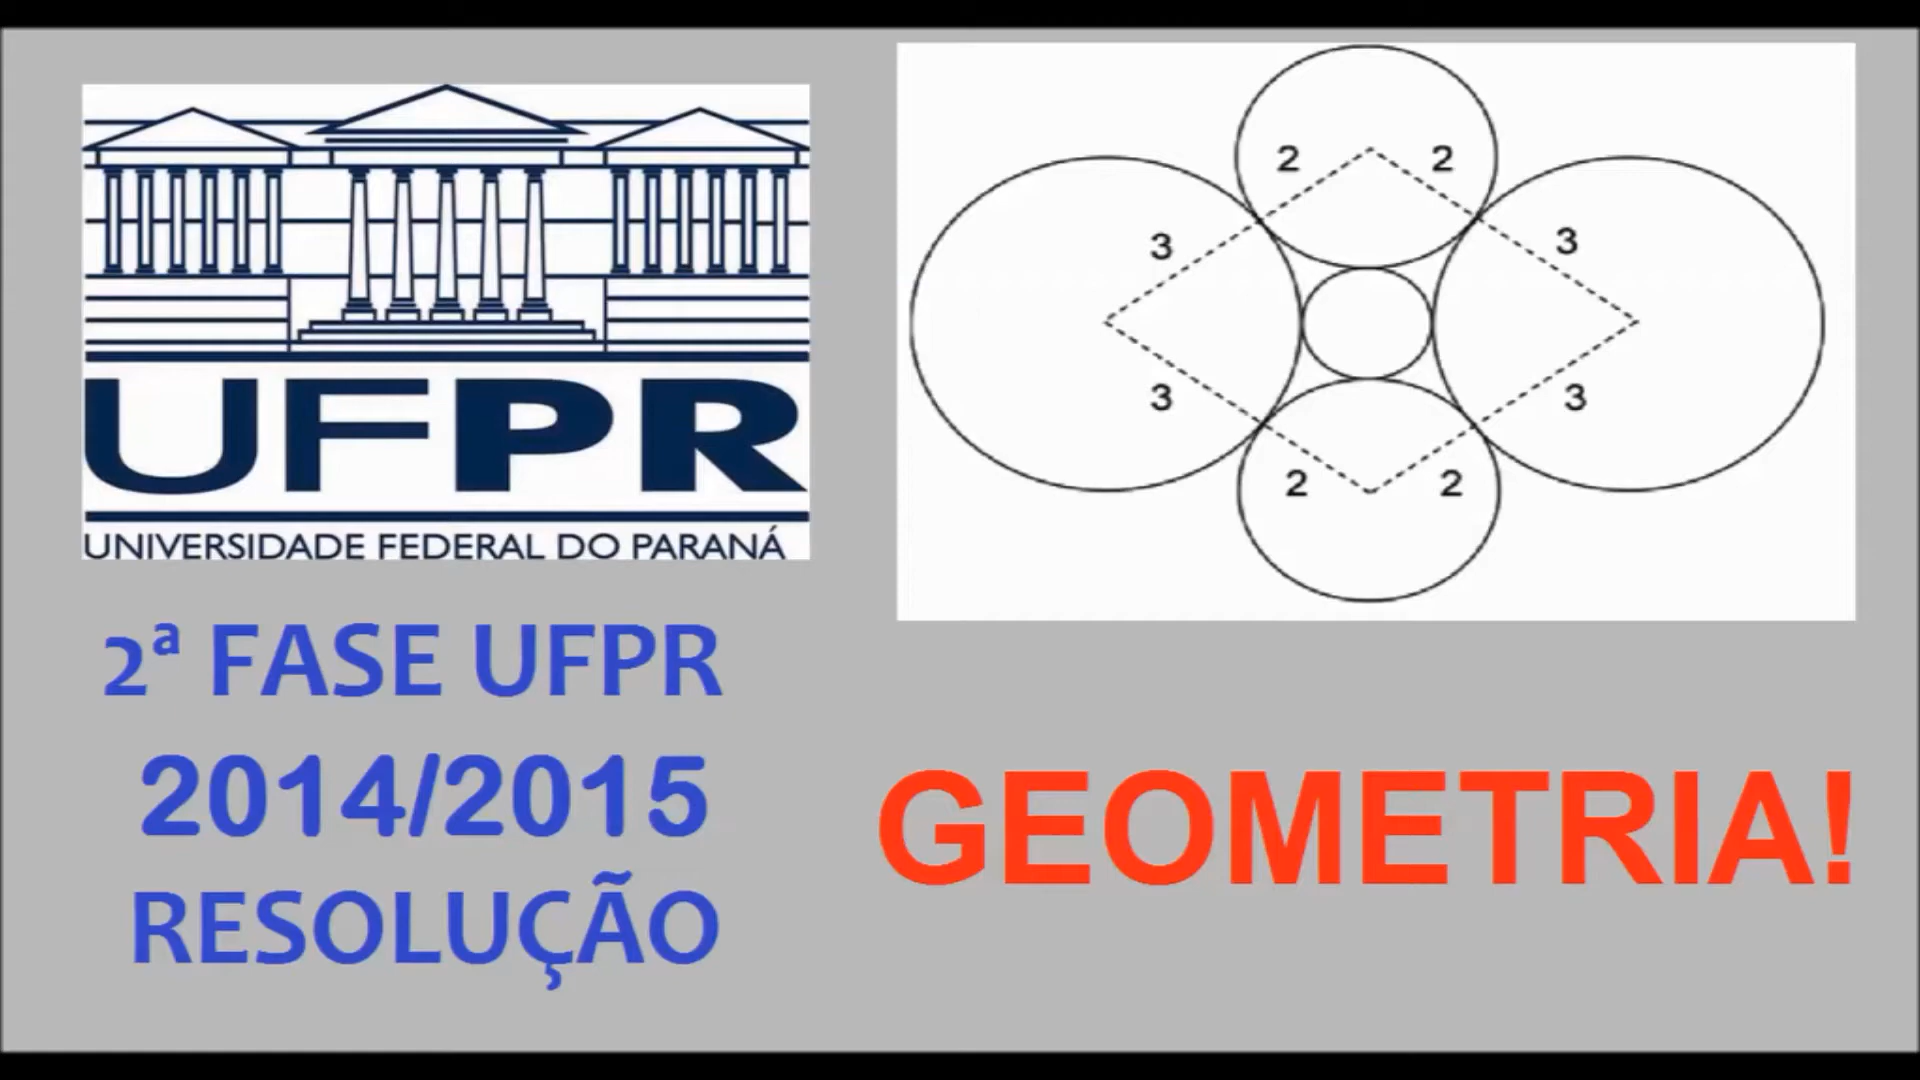 UFPR
UNIVERSIDADE FEDERAL DO PARANÁ
2ª FASE UFPR
2014/2015
RESOLUÇÃO
2 2
3 3
3 3
2 2
GEOMETRIA!